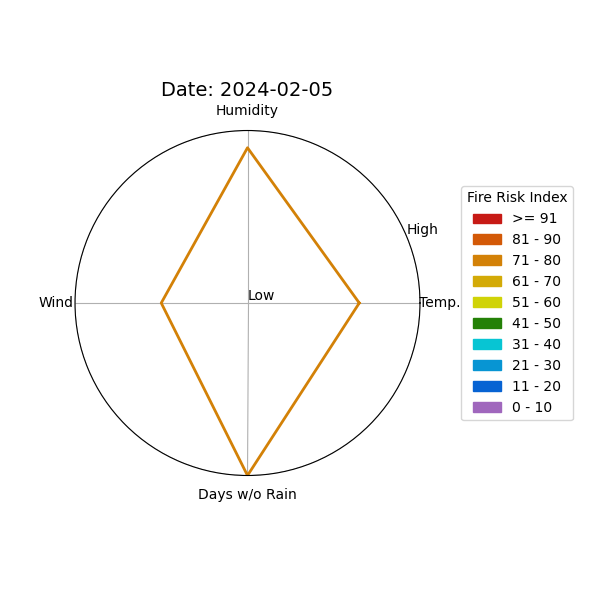 Date: 2024-02-05
Humidity
High
Low
Wind
Temp.
Days w/o Rain
Fire Risk Index
>= 91
81 - 90
71 - 80
61 - 70
51 - 60
41 - 50
31 - 40
21 - 30
11 - 20
0 - 10